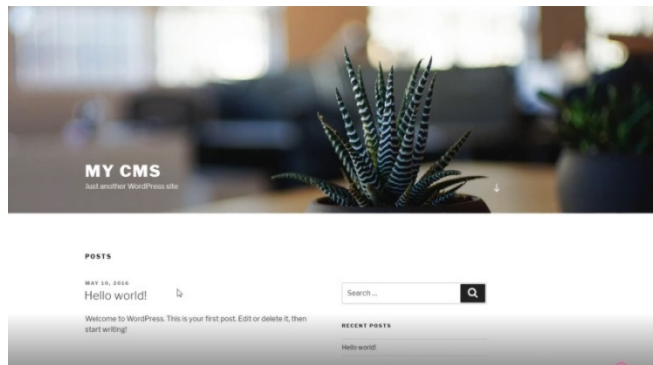 MY CMS
Just another WordPress site
POSTS
MAY 10, 2016
Hello world!
Welcome to WordPress. This is your first post. Edit or delete it, then
start writing!
Search ...
RECENT POSTS
Hello world!